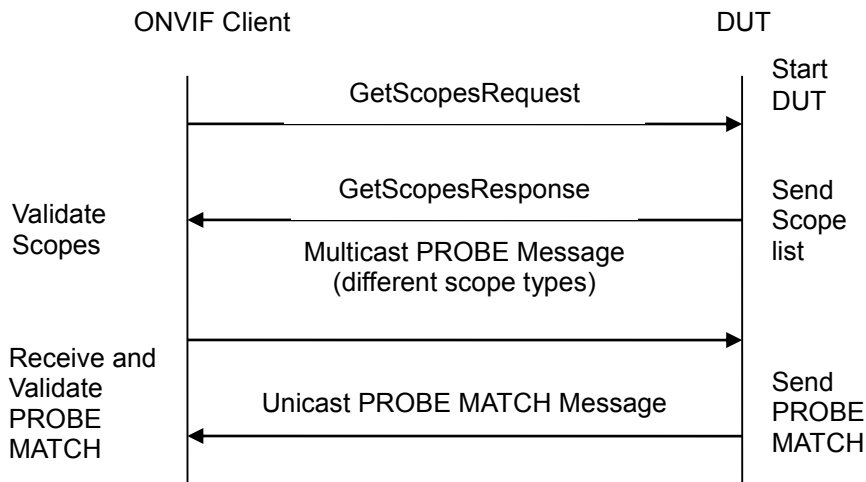 ONVIF Client
DUT
Start
DUT
GetScopesRequest
GetScopesResponse
Validate
Scopes
Send
Scope
list
Multicast PROBE Message
(different scope types)
Receive and
Validate
PROBE
MATCH
Unicast PROBE MATCH Message
Send
PROBE
MATCH